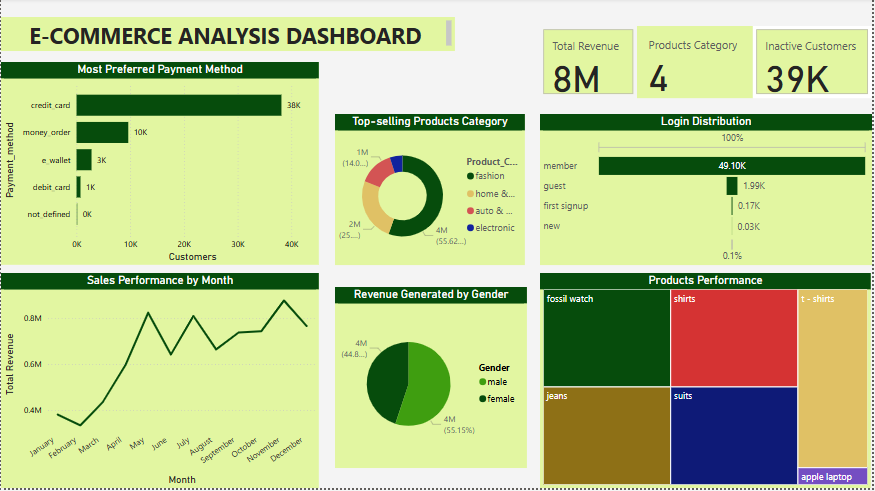 E-COMMERCE ANALYSIS DASHBOARD
Total Revenue
8M
Products Category
4
Inactive Customers
39K
Most Preferred Payment Method
Payment_method
credit_card
38K
money_order
10K
e_wallet
3K
debit_card
1K
not_defined
0K
0K
10K
20K
30K
40K
Customers
Top-selling Products Category
1M
(14.0...)
2M
(25....)
4M
(55.62...)
Product_C...
fashion
home &...
auto & ...
electronic
Login Distribution
100%
member
49.10K
guest
1.99K
first signup
0.17K
new
0.03K
0.1%
Sales Performance by Month
Total Revenue
0.8M
0.6M
0.4M
January
February
March
April
May
June
July
August
September
October
November
December
Month
Revenue Generated by Gender
4M
(44.8...)
4M
(55.15%)
Gender
male
female
Products Performance
fossil watch
shirts
t - shirts
jeans
suits
apple laptop